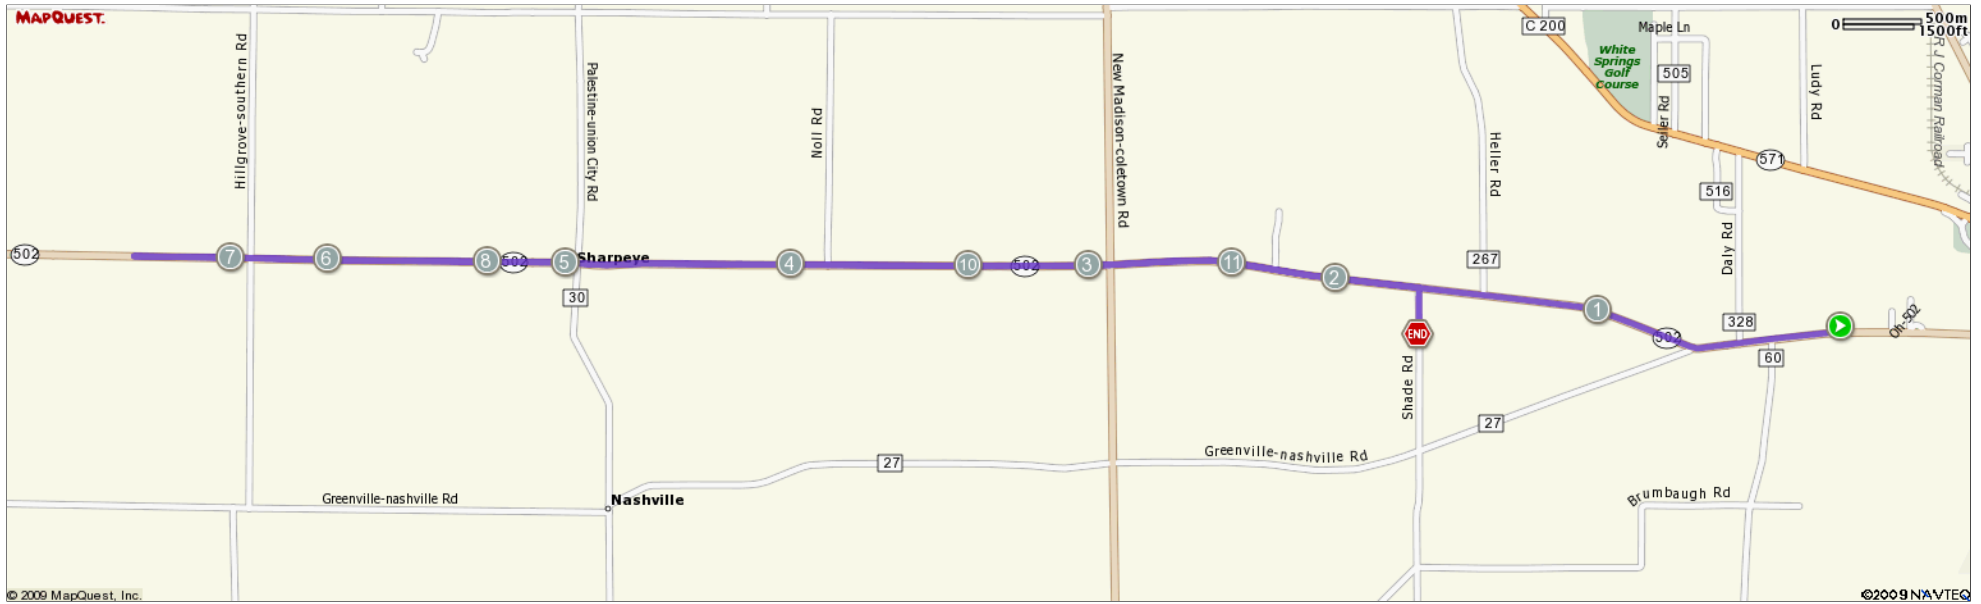 MAPQUEST.
0 500m
1500ft
C 200
Maple Ln
White
Springs
Golf
Course
505
Seiler Rd
Ludy Rd
R J Corman Railroad
571
516
Daly Rd
Hillgrove-southern Rd
Palestine-union City Rd
Noll Rd
New Madison-coletown Rd
Heller Rd
267
502
7
6
8
502
5
Sharpeye
4
10
502
3
11
2
1
502
30
END
328
Oh-502
60
Shade Rd
27
27
Greenville-nashville Rd
Greenville-nashville Rd
Nashville
Brumbaugh Rd
© 2009 MapQuest, Inc.
©2009 NAVTEQ